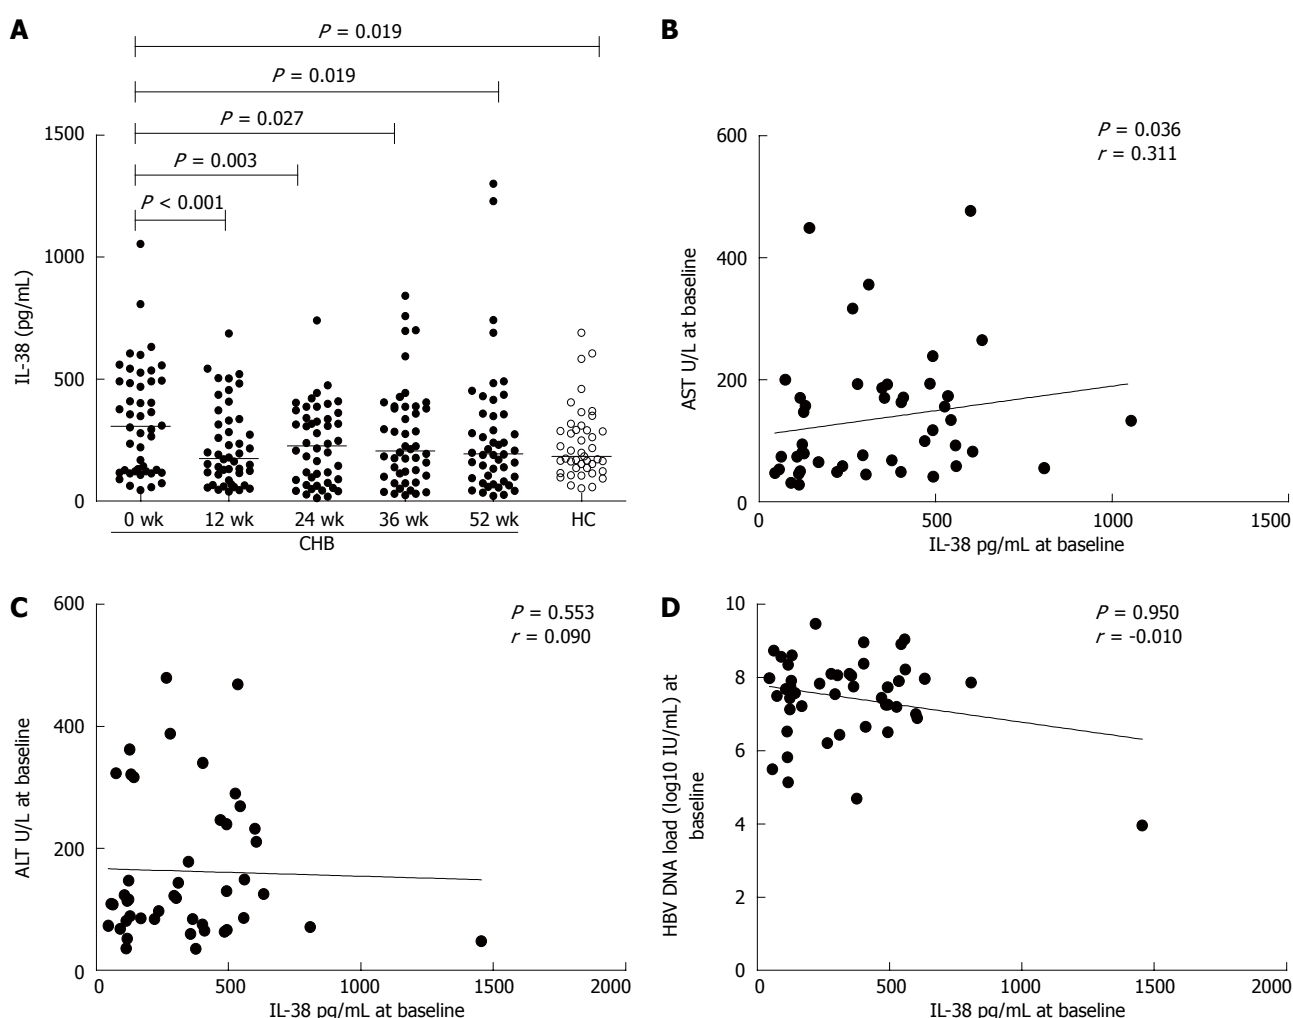 A
P = 0.019
P = 0.019
P = 0.027
P = 0.003
P < 0.001
IL-38 (pg/mL)
1500
1000
500
0
0 wk 12 wk 24 wk 36 wk 52 wk HC
CHB
B
P = 0.036
r = 0.311
AST U/L at baseline
600
400
200
0
0 500 1000 1500
IL-38 pg/mL at baseline
C
P = 0.553
r = 0.090
ALT U/L at baseline
600
400
200
0
0 500 1000 1500 2000
IL-38 pg/mL at baseline
D
P = 0.950
r = -0.010
HBV DNA load (log10 IU/mL) at
baseline
10
8
6
4
2
0
0 500 1000 1500 2000
IL-38 pg/mL at baseline